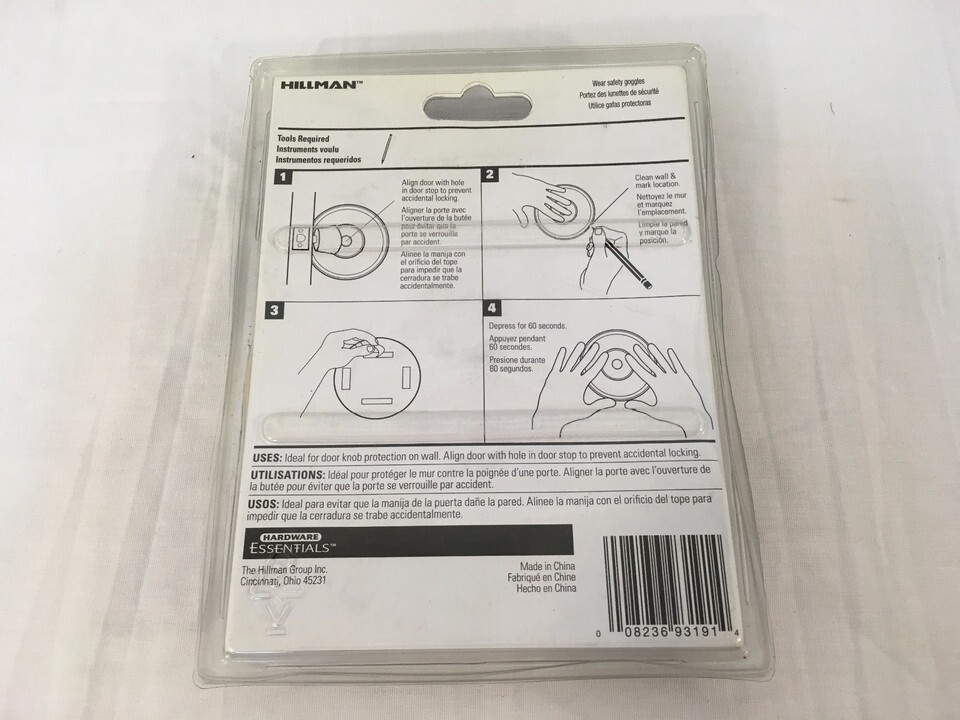 HILLMAN™
Wear safety goggles
Portez des lunettes de sécurité
Utilice gafas protectoras
Tools Required
Instruments voulu
Instrumentos requeridos
1
Align door with hole
in door stop to prevent
accidental locking.
Aligner la porte avec
l'ouverture de la butée
pour éviter que la
porte se verrouille
par accident.
Alinee la manija con
el orificio del tope
para impedir que la
cerradura se trabe
accidentalmente.
2
Clean wall &
mark location.
Nettoyez le mur
et marquez
l'emplacement.
Limpie la pared
y marque la
posición.
3
4
Depress for 60 seconds.
Appuyez pendant
60 secondes.
Presione durante
60 segundos.
USES: Ideal for door knob protection on wall. Align door with hole in door stop to prevent accidental locking.
UTILISATIONS: Idéal pour protéger le mur contre la poignée d'une porte. Aligner la porte avec l'ouverture de
la butée pour éviter que la porte se verrouille par accident.
USOS: Ideal para evitar que la manija de la puerta dañe la pared. Alinee la manija con el orificio del tope para
impedir que la cerradura se trabe accidentalmente.
HARDWARE
ESSENTIALS™
The Hillman Group Inc.
Cincinnati, Ohio 45231
Made in China
Fabriqué en Chine
Hecho en China
0 08236 93191 4